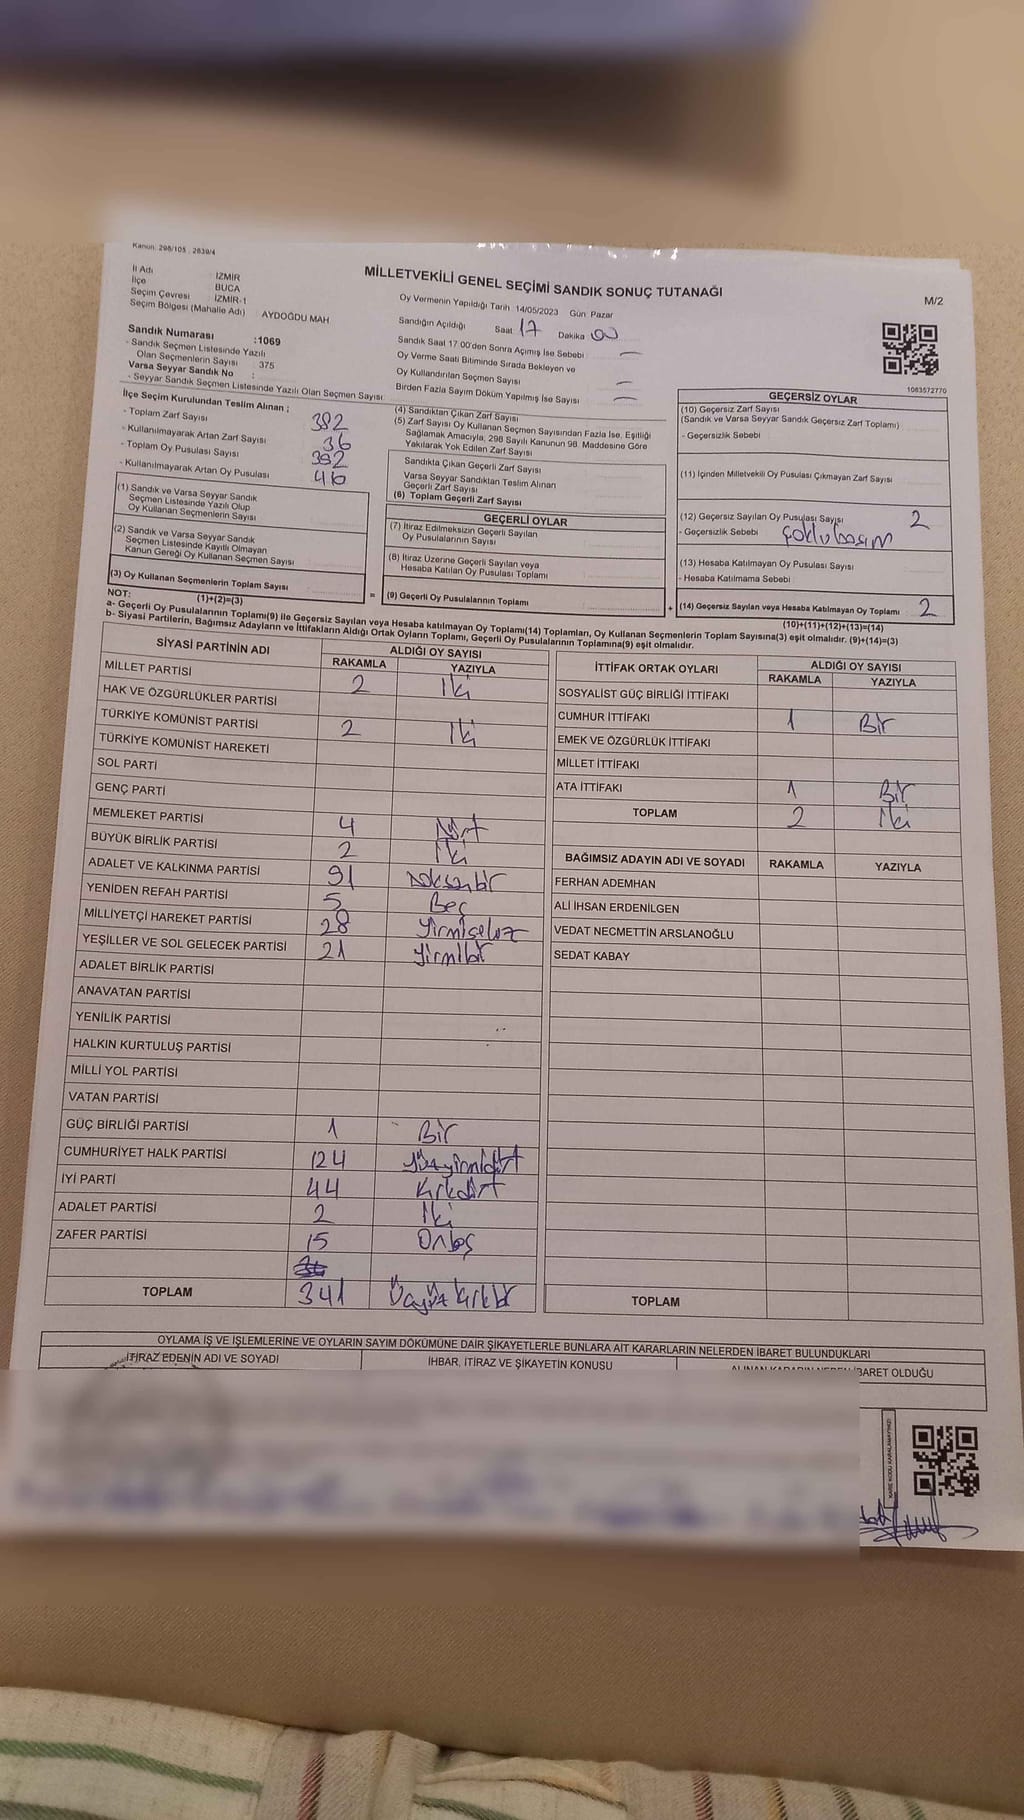 Kanun: 298/105 , 2839/4
MİLLETVEKİLİ GENEL SEÇİMİ SANDIK SONUÇ TUTANAĞI
M/2
İl Adı : İZMİR
İlçe BUCA
Seçim Çevresi : İZMİR-1
Seçim Bölgesi (Mahalle Adı) : AYDOĞDU MAH
Oy Vermenin Yapıldığı Tarih 14/05/2023 Gün Pazar
Sandığın Açıldığı Saat 17 Dakika 00
Sandık Numarası :1069
- Sandık Seçmen Listesinde Yazılı
Olan Seçmenlerin Sayısı : 375
Varsa Seyyar Sandık No :
- Seyyar Sandık Seçmen Listesinde Yazılı Olan Seçmen Sayısı:
Sandık Saat 17.00'den Sonra Açımış İse Sebebi : —
Oy Verme Saati Bitiminde Sırada Bekleyen ve
Oy Kullandırılan Seçmen Sayısı : —
Birden Fazla Sayım Döküm Yapılmış İse Sayısı : —
1063572770
İlçe Seçim Kurulundan Teslim Alınan ;
- Toplam Zarf Sayısı : 382
- Kullanılmayarak Artan Zarf Sayısı : 36
- Toplam Oy Pusulası Sayısı : 392
- Kullanılmayarak Artan Oy Pusulası : 46
(1) Sandık ve Varsa Seyyar Sandık
Seçmen Listesinde Yazılı Olup
Oy Kullanan Seçmenlerin Sayısı
(2) Sandık ve Varsa Seyyar Sandık
Seçmen Listesinde Kayıtlı Olmayan
Kanun Gereği Oy Kullanan Seçmen Sayısı
(3) Oy Kullanan Seçmenlerin Toplam Sayısı
(1)+(2)=(3)
(4) Sandıktan Çıkan Zarf Sayısı
(5) Zarf Sayısı Oy Kullanan Seçmen Sayısından Fazla İse, Eşitliği
Sağlamak Amacıyla, 298 Sayılı Kanunun 98. Maddesine Göre
Yakılarak Yok Edilen Zarf Sayısı
Sandıkta Çıkan Geçerli Zarf Sayısı
Varsa Seyyar Sandıktan Teslim Alınan
Geçerli Zarf Sayısı
(6) Toplam Geçerli Zarf Sayısı
GEÇERLİ OYLAR
(7) İtiraz Edilmeksizin Geçerli Sayılan
Oy Pusulalarının Sayısı
(8) İtiraz Üzerine Geçerli Sayılan veya
Hesaba Katılan Oy Pusulası Toplamı
= (9) Geçerli Oy Pusulalarının Toplamı
GEÇERSİZ OYLAR
(10) Geçersiz Zarf Sayısı
(Sandık ve Varsa Seyyar Sandık Geçersiz Zarf Toplamı)
- Geçersizlik Sebebi
(11) İçinden Milletvekili Oy Pusulası Çıkmayan Zarf Sayısı
(12) Geçersiz Sayılan Oy Pusulası Sayısı 2
- Geçersizlik Sebebi çoklubasım
(13) Hesaba Katılmayan Oy Pusulası Sayısı
- Hesaba Katılmama Sebebi
+ (14) Geçersiz Sayılan veya Hesaba Katılmayan Oy Toplamı 2
(10)+(11)+(12)+(13)=(14)
NOT:
a- Geçerli Oy Pusulalarının Toplamı(9) ile Geçersiz Sayılan veya Hesaba katılmayan Oy Toplamı(14) Toplamları, Oy Kullanan Seçmenlerin Toplam Sayısına(3) eşit olmalıdır. (9)+(14)=(3)
b- Siyasi Partilerin, Bağımsız Adayların ve İttifakların Aldığı Ortak Oyların Toplamı, Geçerli Oy Pusulalarının Toplamına(9) eşit olmalıdır.
SİYASİ PARTİNİN ADI ALDIĞI OY SAYISI
RAKAMLA YAZIYLA
MİLLET PARTİSİ 2 İki
HAK VE ÖZGÜRLÜKLER PARTİSİ
TÜRKİYE KOMÜNİST PARTİSİ 2 İki
TÜRKİYE KOMÜNİST HAREKETİ
SOL PARTİ
GENÇ PARTİ
MEMLEKET PARTİSİ 4 Dört
BÜYÜK BİRLİK PARTİSİ 2 İki
ADALET VE KALKINMA PARTİSİ 91 Doksanbir
YENİDEN REFAH PARTİSİ 5 Beş
MİLLİYETÇİ HAREKET PARTİSİ 28 Yirmisekiz
YEŞİLLER VE SOL GELECEK PARTİSİ 21 Yirmibir
ADALET BİRLİK PARTİSİ
ANAVATAN PARTİSİ
YENİLİK PARTİSİ
HALKIN KURTULUŞ PARTİSİ
MİLLİ YOL PARTİSİ
VATAN PARTİSİ
GÜÇ BİRLİĞİ PARTİSİ 1 Bir
CUMHURİYET HALK PARTİSİ 124 Yüzyirmidört
İYİ PARTİ 44 Kırkdört
ADALET PARTİSİ 2 İki
ZAFER PARTİSİ 15 Onbeş
TOPLAM 341 Üçyüz Kırkbir
İTTİFAK ORTAK OYLARI ALDIĞI OY SAYISI
RAKAMLA YAZIYLA
SOSYALİST GÜÇ BİRLİĞİ İTTİFAKI
CUMHUR İTTİFAKI 1 Bir
EMEK VE ÖZGÜRLÜK İTTİFAKI
MİLLET İTTİFAKI
ATA İTTİFAKI 1 Bir
TOPLAM 2 İki
BAĞIMSIZ ADAYIN ADI VE SOYADI RAKAMLA YAZIYLA
FERHAN ADEMHAN
ALİ İHSAN ERDENİLGEN
VEDAT NECMETTİN ARSLANOĞLU
SEDAT KABAY
TOPLAM
OYLAMA İŞ VE İŞLEMLERİNE VE OYLARIN SAYIM DÖKÜMÜNE DAİR ŞİKAYETLERLE BUNLARA AİT KARARLARIN NELERDEN İBARET BULUNDUKLARI
İTİRAZ EDENİN ADI VE SOYADI İHBAR, İTİRAZ VE ŞİKAYETİN KONUSU ALINAN KARARIN NEDEN İBARET OLDUĞU
KARE KODU KARALAMAYINIZ!